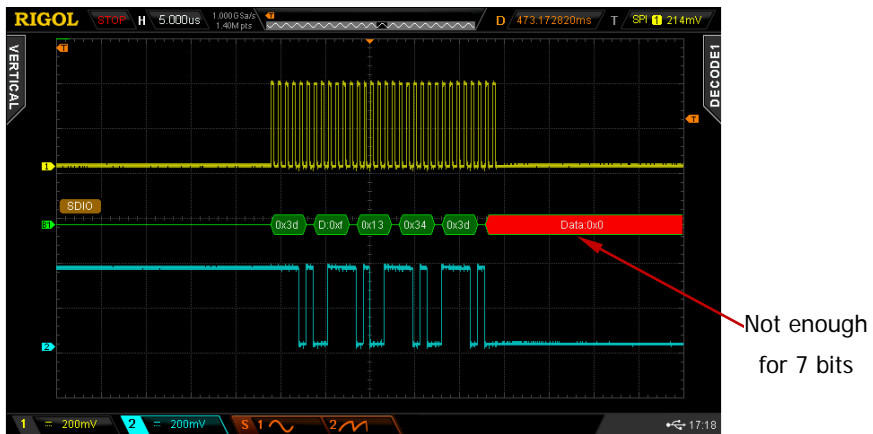 RIGOL STOP H 5.000us 1.000GSa/s 1.40M pts T D 473.172820ms T SPI 1 214mV
VERTICAL
T
DECODE1
T
1
SDIO
B1 0x3d D:0xf 0x13 0x34 0x3d Data:0x0
2
Not enough
for 7 bits
1 = 200mV 2 = 200mV S 1 2 17:18